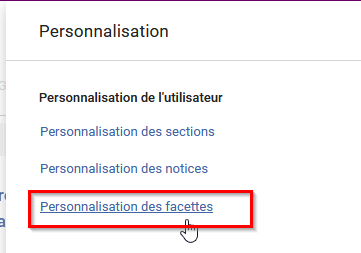 Personnalisation
Personnalisation de l'utilisateur
Personnalisation des sections
Personnalisation des notices
Personnalisation des facettes